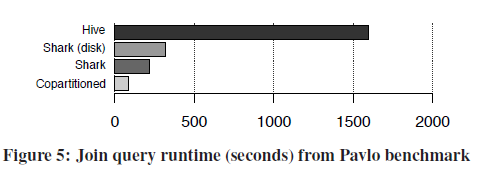 Hive
Shark (disk)
Shark
Copartitioned
0 500 1000 1500 2000
Figure 5: Join query runtime (seconds) from Pavlo benchmark